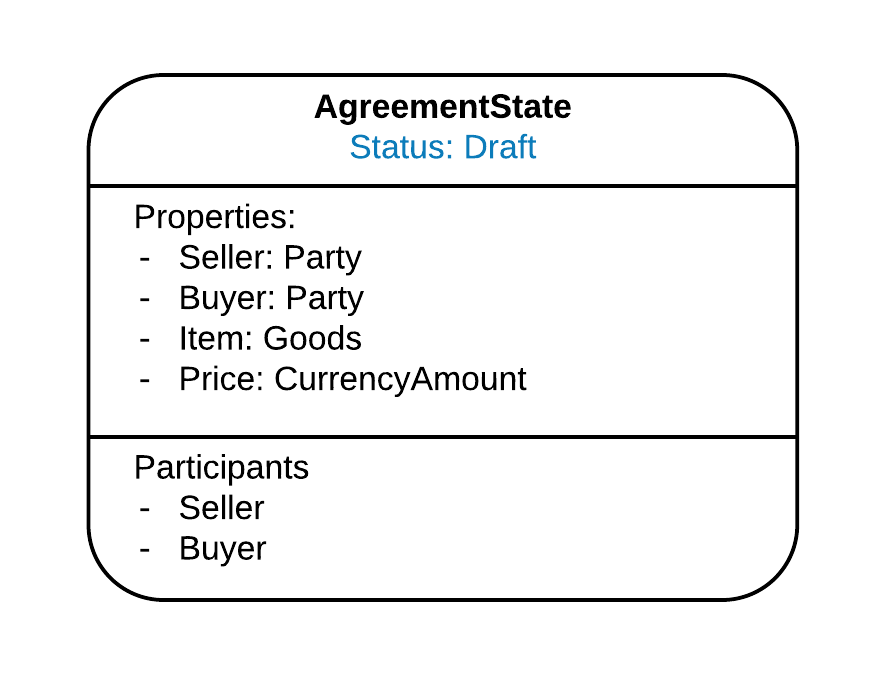 AgreementState
Status: Draft
Properties:
- Seller: Party
- Buyer: Party
- Item: Goods
- Price: CurrencyAmount
Participants
- Seller
- Buyer